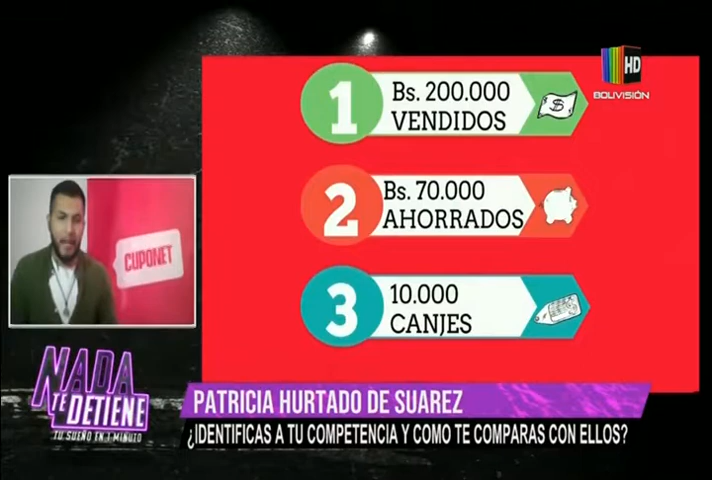 1
Bs. 200.000
VENDIDOS
HD
BOLIVISIÓN
2
Bs. 70.000
AHORRADOS
CUPONET
3
10.000
CANJES
NADA
TE DETIENE
TU SUEÑO EN 1 MINUTO
PATRICIA HURTADO DE SUAREZ
¿IDENTIFICAS A TU COMPETENCIA Y COMO TE COMPARAS CON ELLOS?